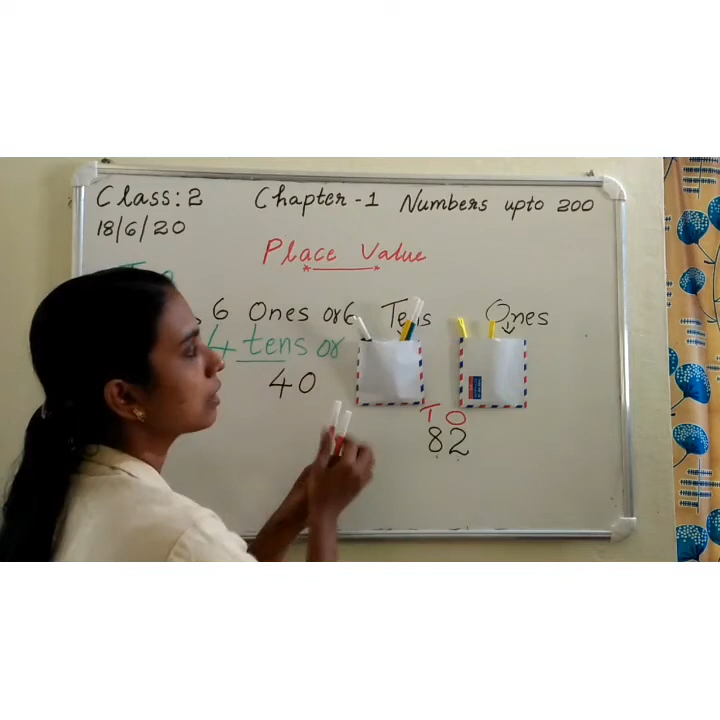 Class: 2 Chapter-1 Numbers upto 200
18/6/20
Place Value
6 Ones or 6 Tens Ones
4 tens or
40
T O
82